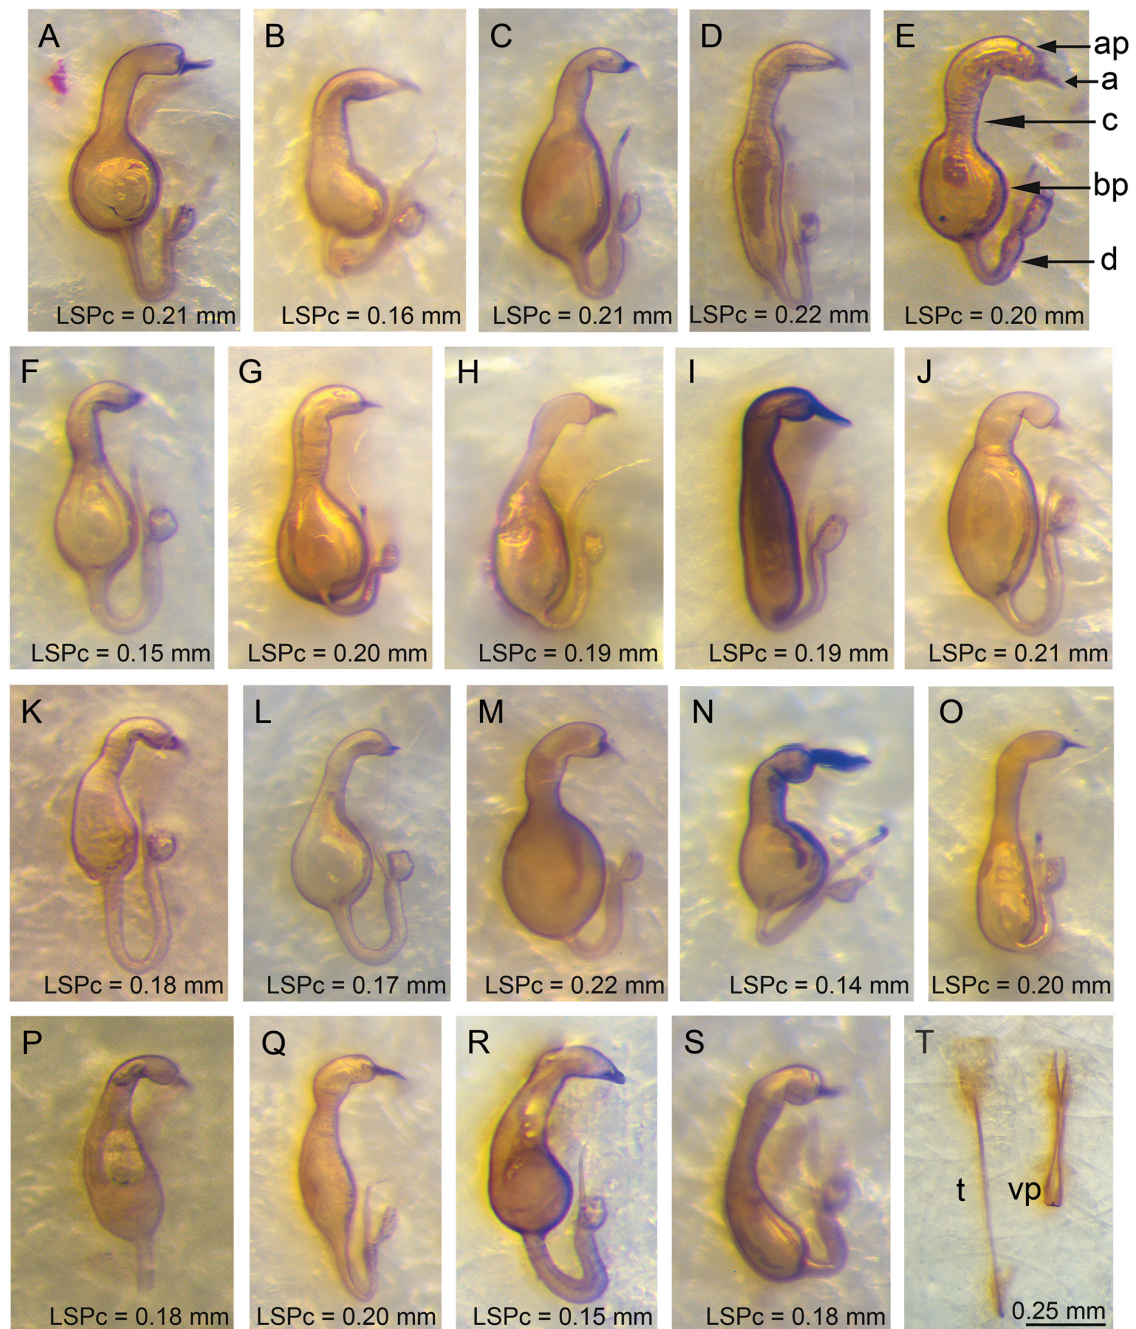 A
B
C
D
E
ap
a
c
bp
d
LSPc = 0.21 mm
LSPc = 0.16 mm
LSPc = 0.21 mm
LSPc = 0.22 mm
LSPc = 0.20 mm
F
G
H
I
J
LSPc = 0.15 mm
LSPc = 0.20 mm
LSPc = 0.19 mm
LSPc = 0.19 mm
LSPc = 0.21 mm
K
L
M
N
O
LSPc = 0.18 mm
LSPc = 0.17 mm
LSPc = 0.22 mm
LSPc = 0.14 mm
LSPc = 0.20 mm
P
Q
R
S
T
t
vp
LSPc = 0.18 mm
LSPc = 0.20 mm
LSPc = 0.15 mm
LSPc = 0.18 mm
0.25 mm